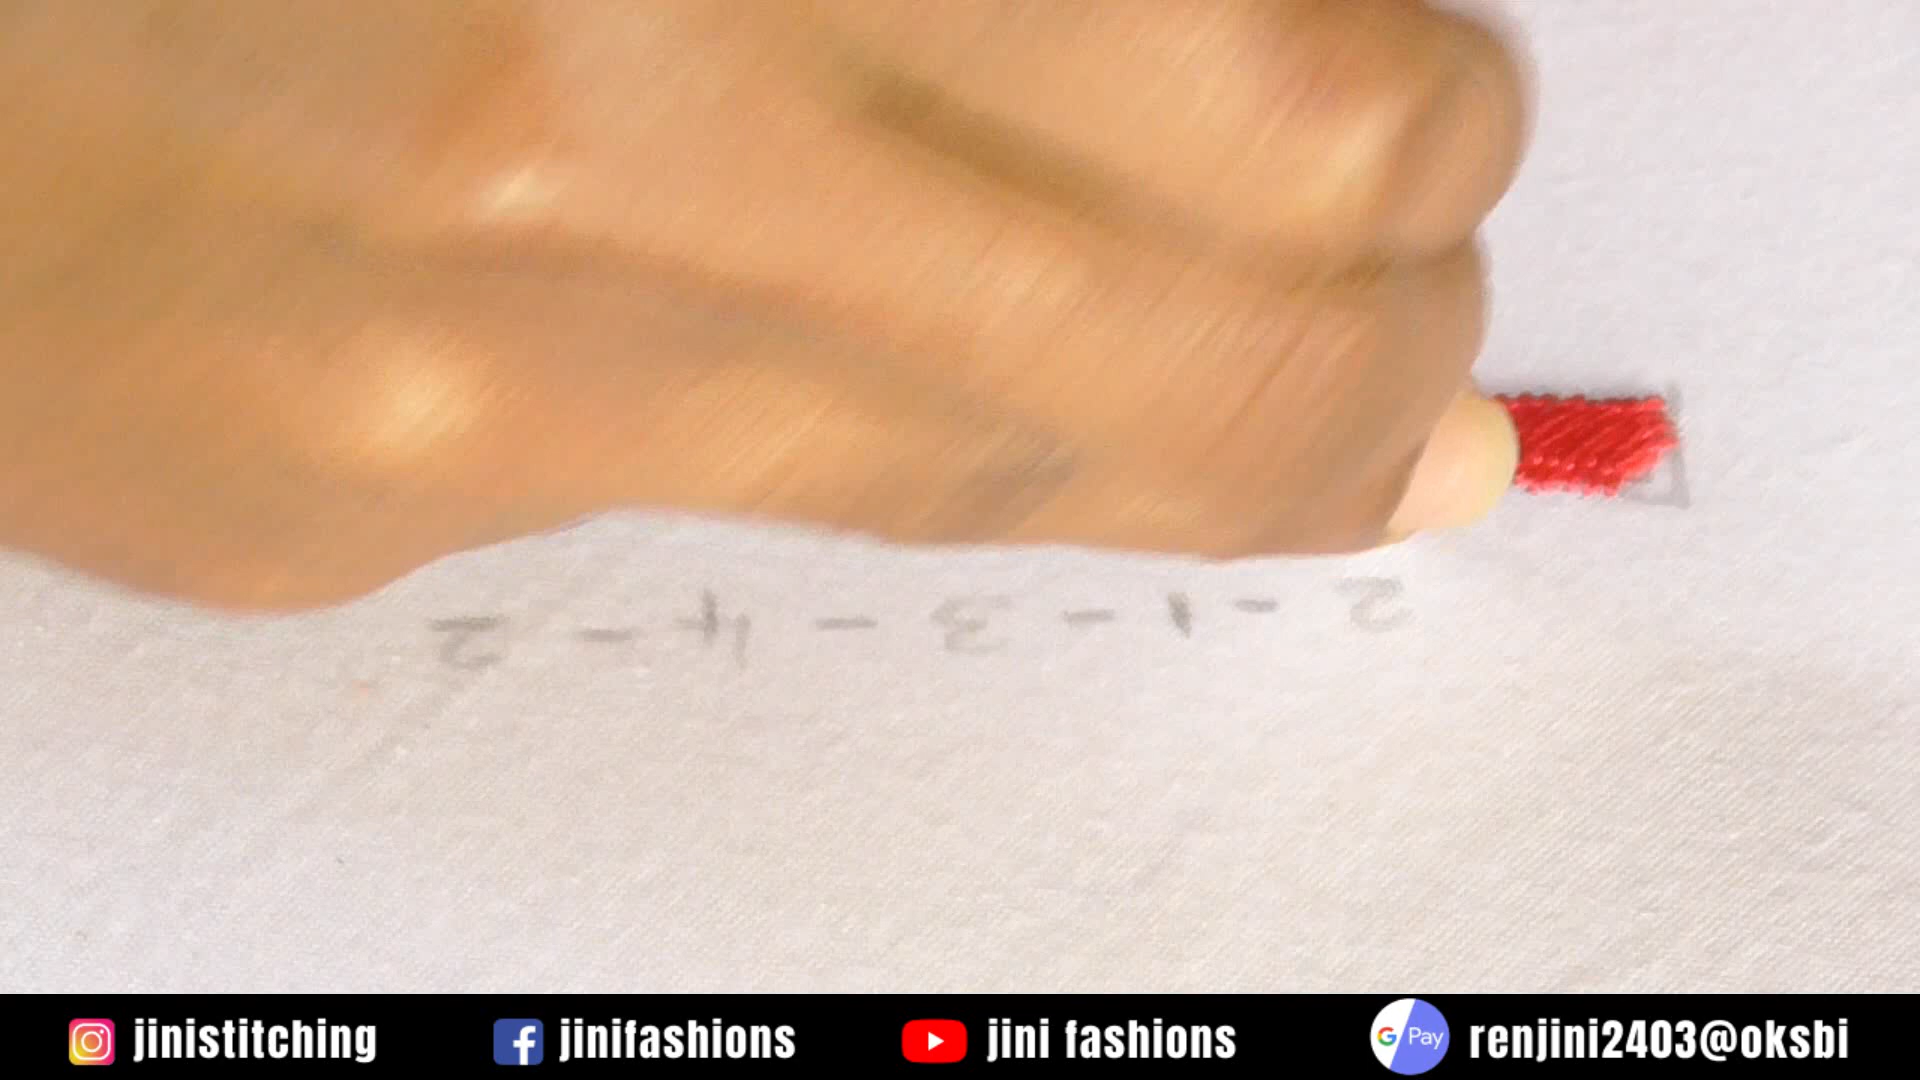 2 - 1 - 3 - 4 - 2
jinistitching
jinifashions
jini fashions
G Pay
renjini2403@oksbi